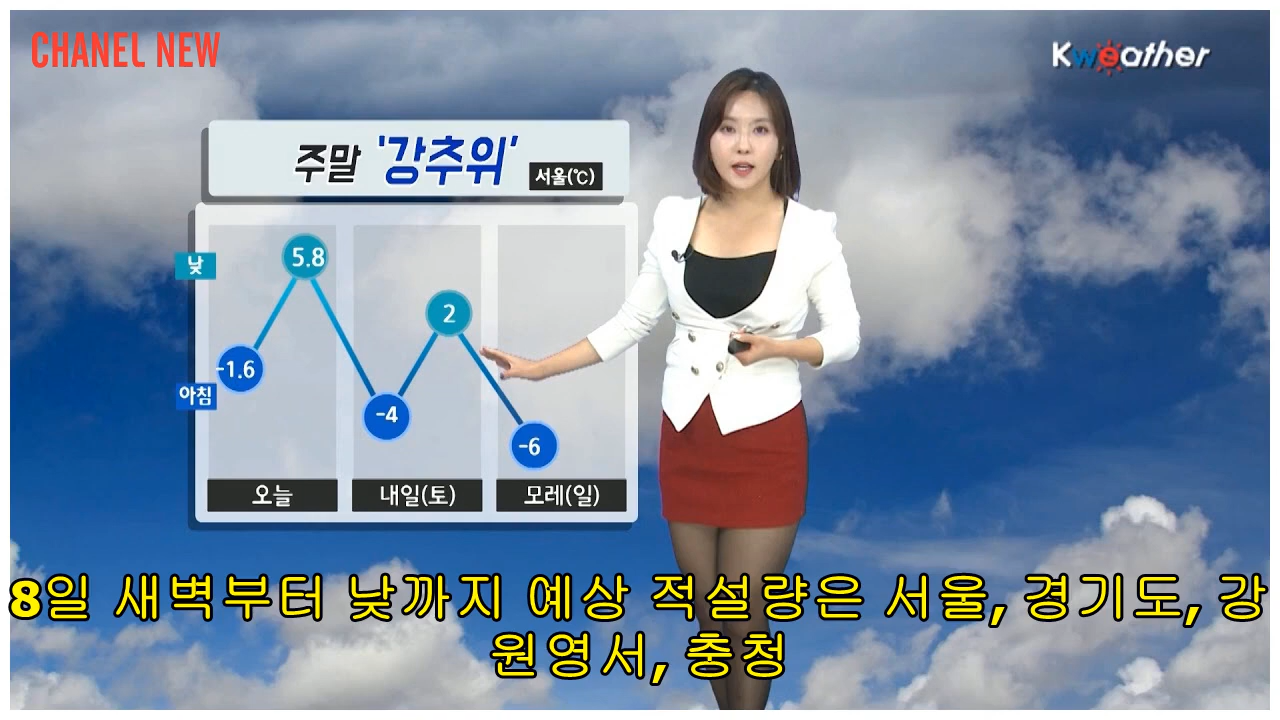 CHANEL NEW
Kweather
주말 '강추위' 서울(℃)
낮
5.8
2
-1.6
아침
-4
-6
오늘 내일(토) 모레(일)
8일 새벽부터 낮까지 예상 적설량은 서울, 경기도, 강
원영서, 충청